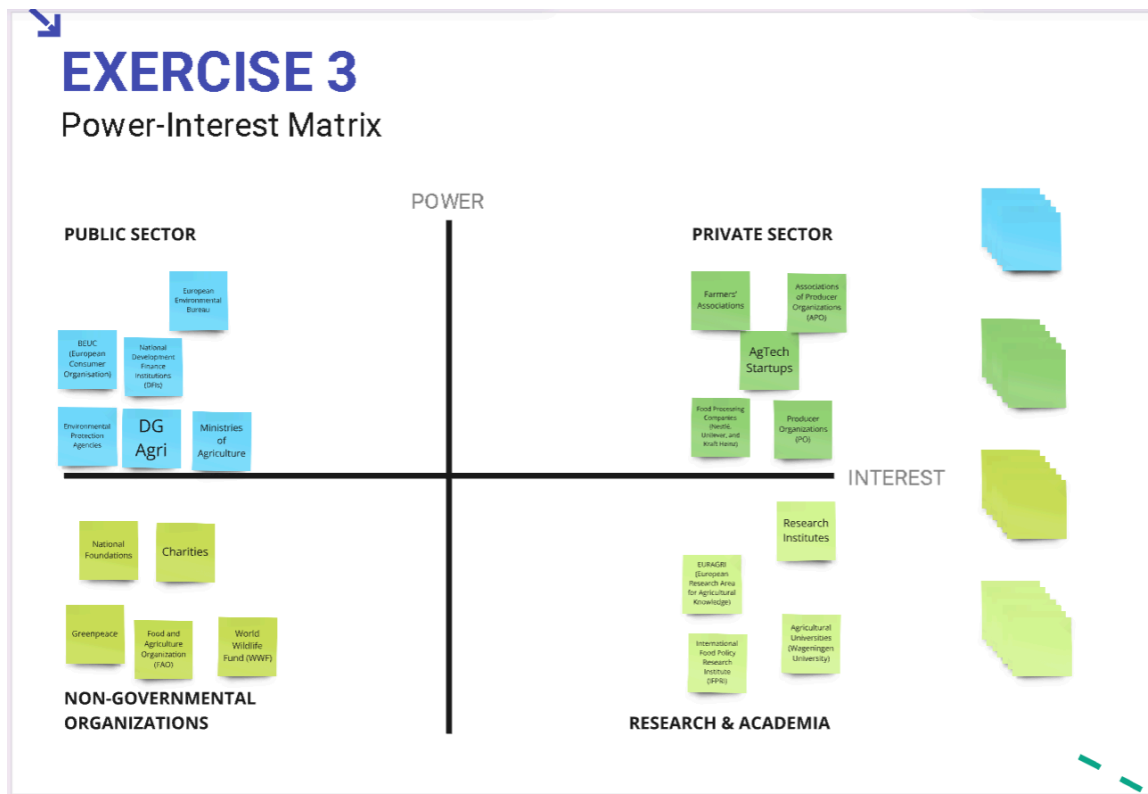 EXERCISE 3
Power-Interest Matrix
POWER
PUBLIC SECTOR
PRIVATE SECTOR
European
Environmental
Bureau
BEUC
(European
Consumer
Organisation)
National
Development
Finance
Institutions
(DFIs)
Environmental
Protection
Agencies
DG
Agri
Ministries
of
Agriculture
Farmers'
Associations
Associations
of Producer
Organizations
(APO)
AgTech
Startups
Food Processing
Companies
(Nestlé,
Unilever, and
Kraft Heinz)
Producer
Organizations
(PO)
INTEREST
National
Foundations
Charities
Greenpeace
Food and
Agriculture
Organization
(FAO)
World
Wildlife
Fund (WWF)
NON-GOVERNMENTAL
ORGANIZATIONS
Research
Institutes
EURAGRI
(European
Research Area
for Agricultural
Knowledge)
International
Food Policy
Research
Institute
(IFPRI)
Agricultural
Universities
(Wageningen
University)
RESEARCH & ACADEMIA